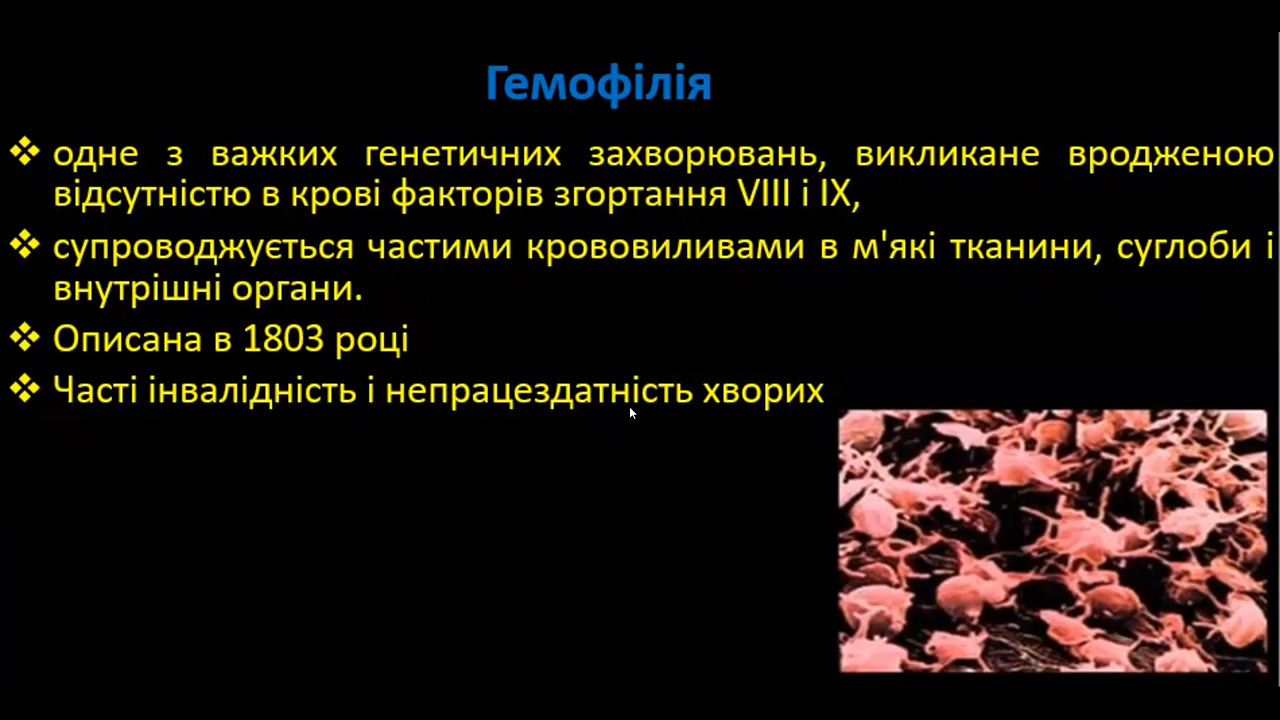 Гемофілія
❖ одне з важких генетичних захворювань, викликане вродженою
відсутністю в крові факторів згортання VIII і IX,
❖ супроводжується частими крововиливами в м'які тканини, суглоби і
внутрішні органи.
❖ Описана в 1803 році
❖ Часті інвалідність і непрацездатність хворих